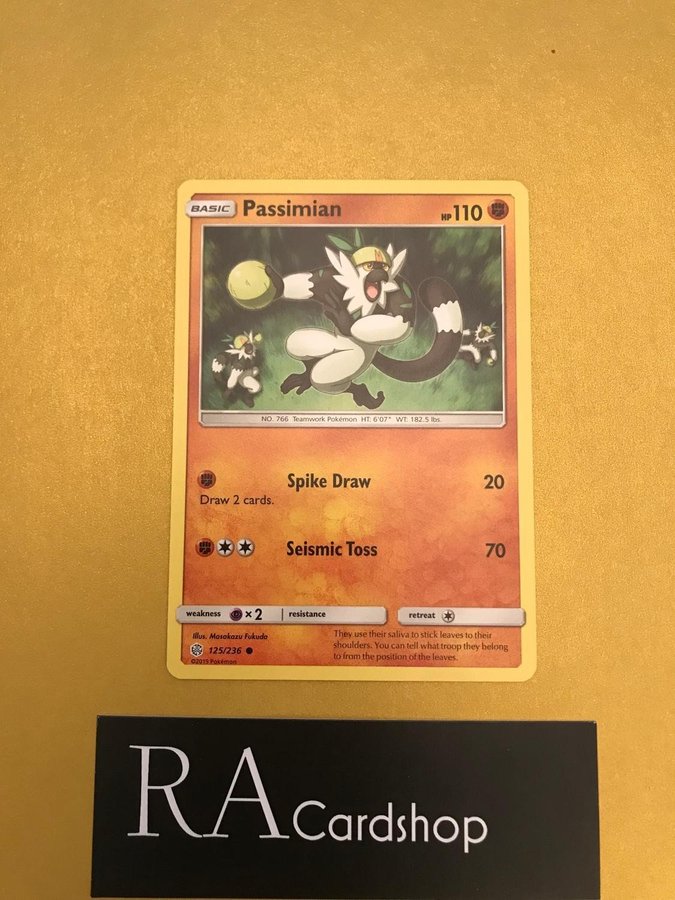 BASIC Passimian HP 110
NO. 766 Teamwork Pokémon HT: 6'07" WT: 182.5 lbs.
Spike Draw 20
Draw 2 cards.
Seismic Toss 70
weakness ×2 resistance retreat
Illus. Masakazu Fukuda
125/236
©2019 Pokémon
They use their saliva to stick leaves to their
shoulders. You can tell what troop they belong
to from the position of the leaves.
RA Cardshop